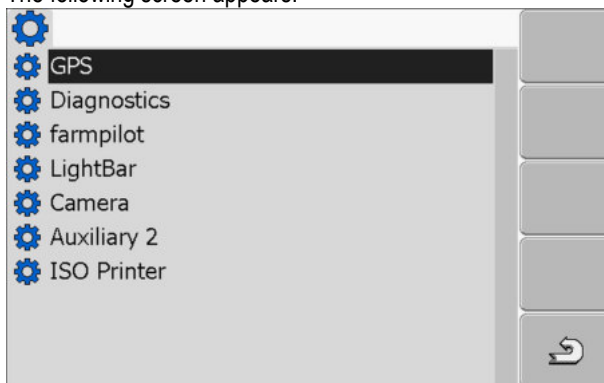 The following screen appears:
GPS
Diagnostics
farmpilot
LightBar
Camera
Auxiliary 2
ISO Printer